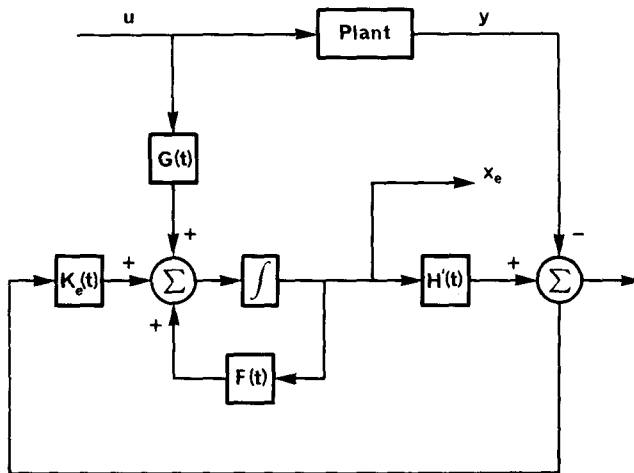 u
Plant
y
G(t)
x_e
+
−
K_e(t)
+
Σ
∫
H'(t)
+
Σ
+
F(t)